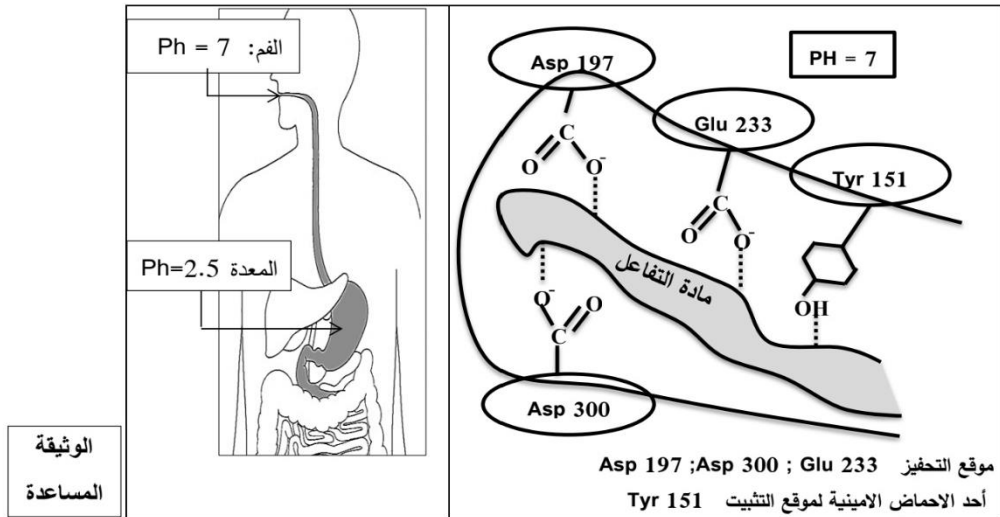 الفم: Ph = 7
المعدة Ph=2.5
الوثيقة
المساعدة
PH = 7
Asp 197
Glu 233
Tyr 151
C
O
O-
C
O
O-
OH
مادة التفاعل
O-
O
C
Asp 300
موقع التحفيز Asp 197 ;Asp 300 ; Glu 233
أحد الاحماض الامينية لموقع التثبيت Tyr 151